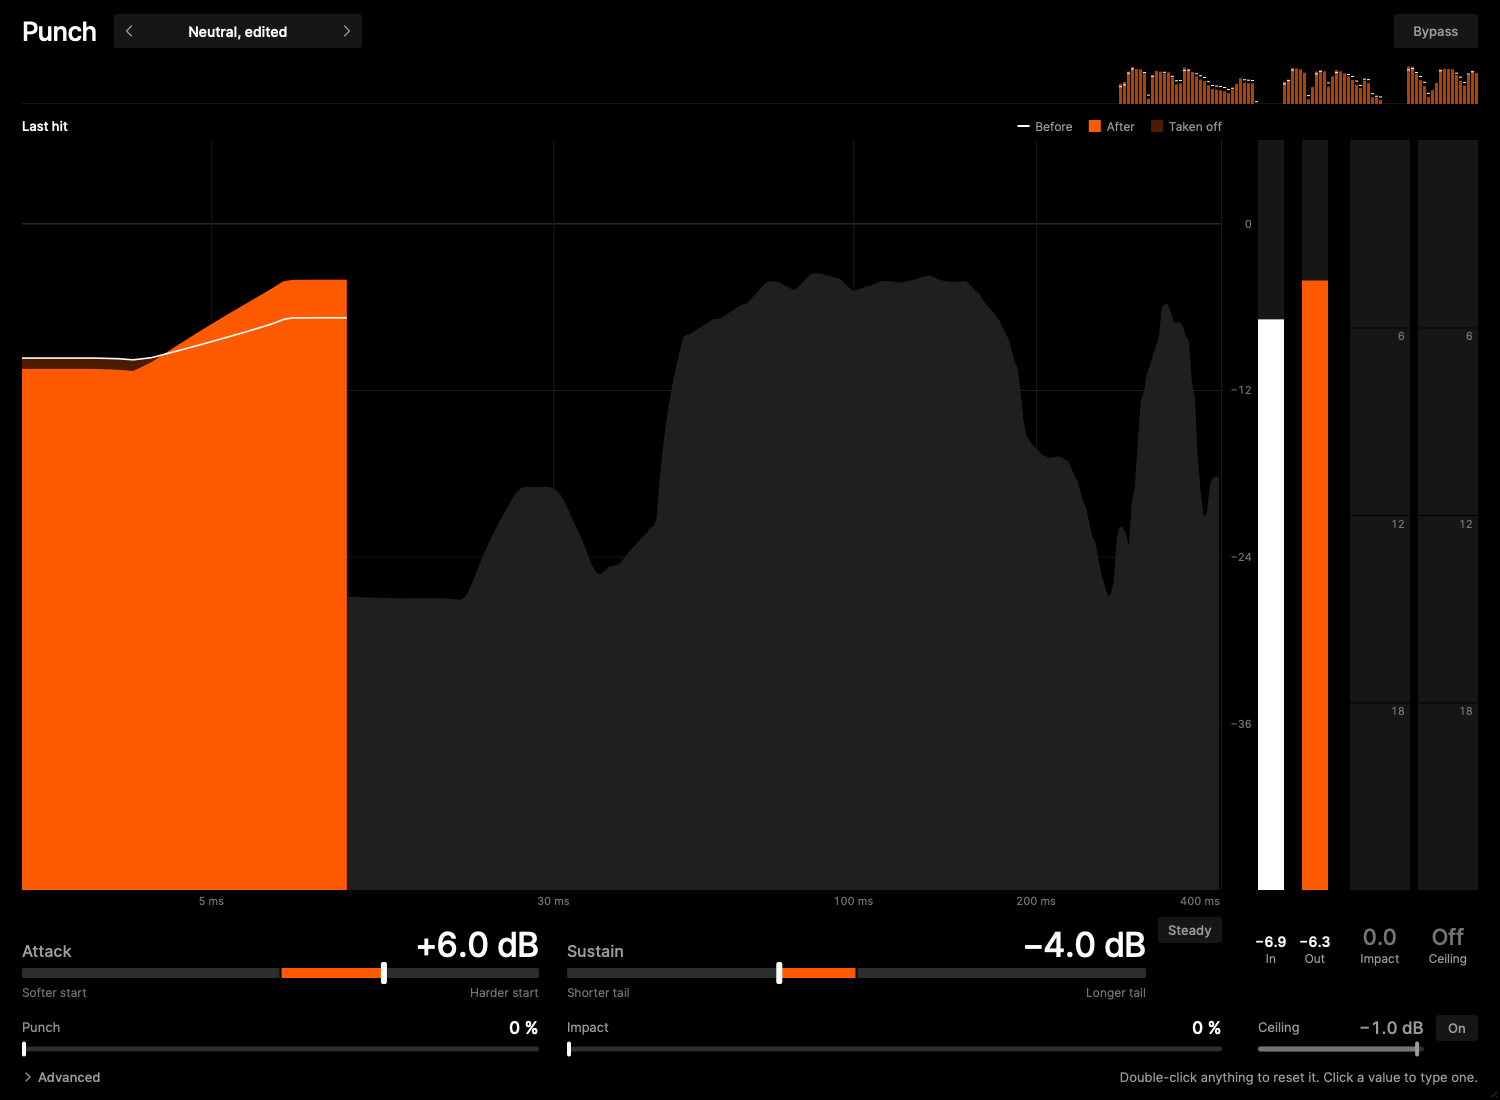 Punch
Neutral, edited
Bypass
Last hit
Before
After
Taken off
0
−12
−24
−36
6
12
18
6
12
18
5 ms
30 ms
100 ms
200 ms
400 ms
Attack
+6.0 dB
Softer start
Harder start
Sustain
−4.0 dB
Steady
Shorter tail
Longer tail
−6.9
In
−6.3
Out
0.0
Impact
Off
Ceiling
Punch
0 %
Impact
0 %
Ceiling
−1.0 dB
On
Advanced
Double-click anything to reset it. Click a value to type one.